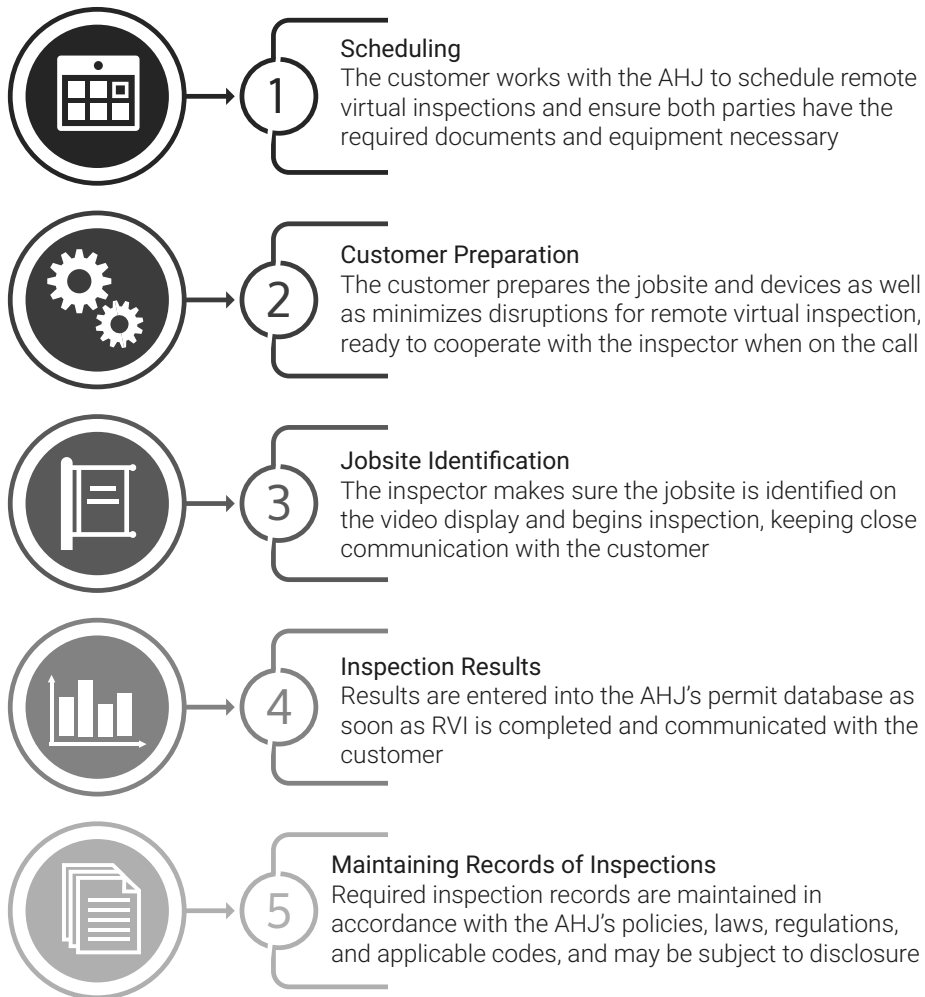 1
Scheduling
The customer works with the AHJ to schedule remote
virtual inspections and ensure both parties have the
required documents and equipment necessary
2
Customer Preparation
The customer prepares the jobsite and devices as well
as minimizes disruptions for remote virtual inspection,
ready to cooperate with the inspector when on the call
3
Jobsite Identification
The inspector makes sure the jobsite is identified on
the video display and begins inspection, keeping close
communication with the customer
4
Inspection Results
Results are entered into the AHJ's permit database as
soon as RVI is completed and communicated with the
customer
5
Maintaining Records of Inspections
Required inspection records are maintained in
accordance with the AHJ's policies, laws, regulations,
and applicable codes, and may be subject to disclosure